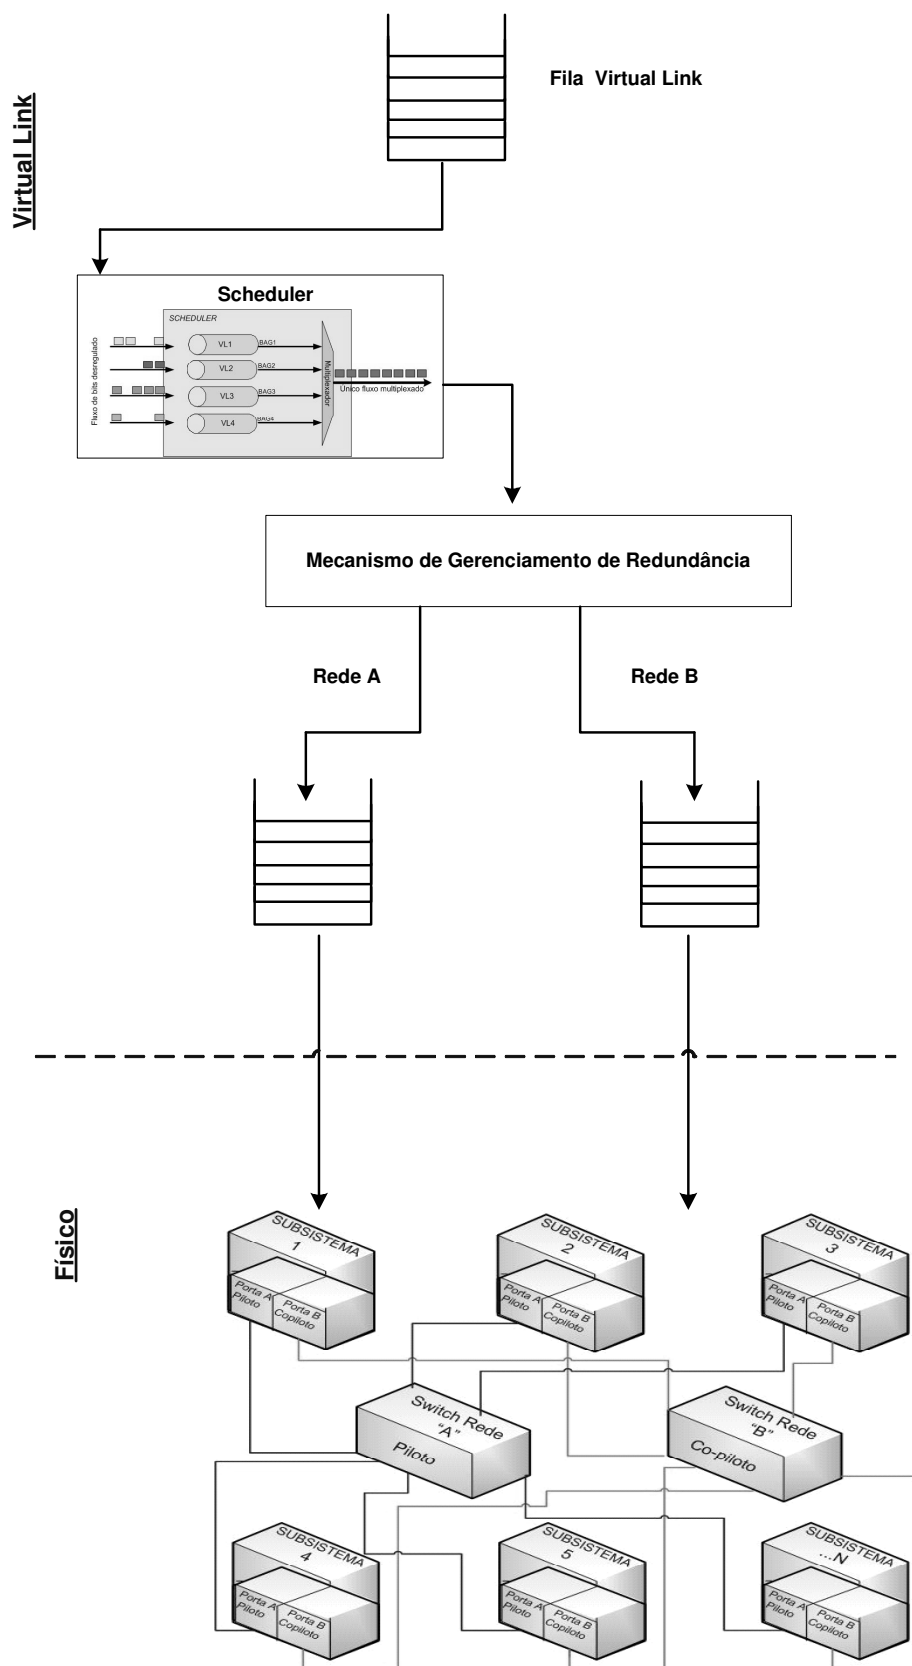 Fila Virtual Link
Virtual Link
Scheduler
SCHEDULER
Fluxo de bits desregulado
VL1
BAG1
VL2
BAG2
VL3
BAG3
VL4
BAG4
Multiplexador
Único fluxo multiplexado
Mecanismo de Gerenciamento de Redundância
Rede A
Rede B
Físico
SUBSISTEMA
1
Porta A
Piloto
Porta B
Copiloto
SUBSISTEMA
2
Porta A
Piloto
Porta B
Copiloto
SUBSISTEMA
3
Porta A
Piloto
Porta B
Copiloto
Switch Rede
"A"
Piloto
Switch Rede
"B"
Co-piloto
SUBSISTEMA
4
Porta A
Piloto
Porta B
Copiloto
SUBSISTEMA
5
Porta A
Piloto
Porta B
Copiloto
SUBSISTEMA
...N
Porta A
Piloto
Porta B
Copiloto